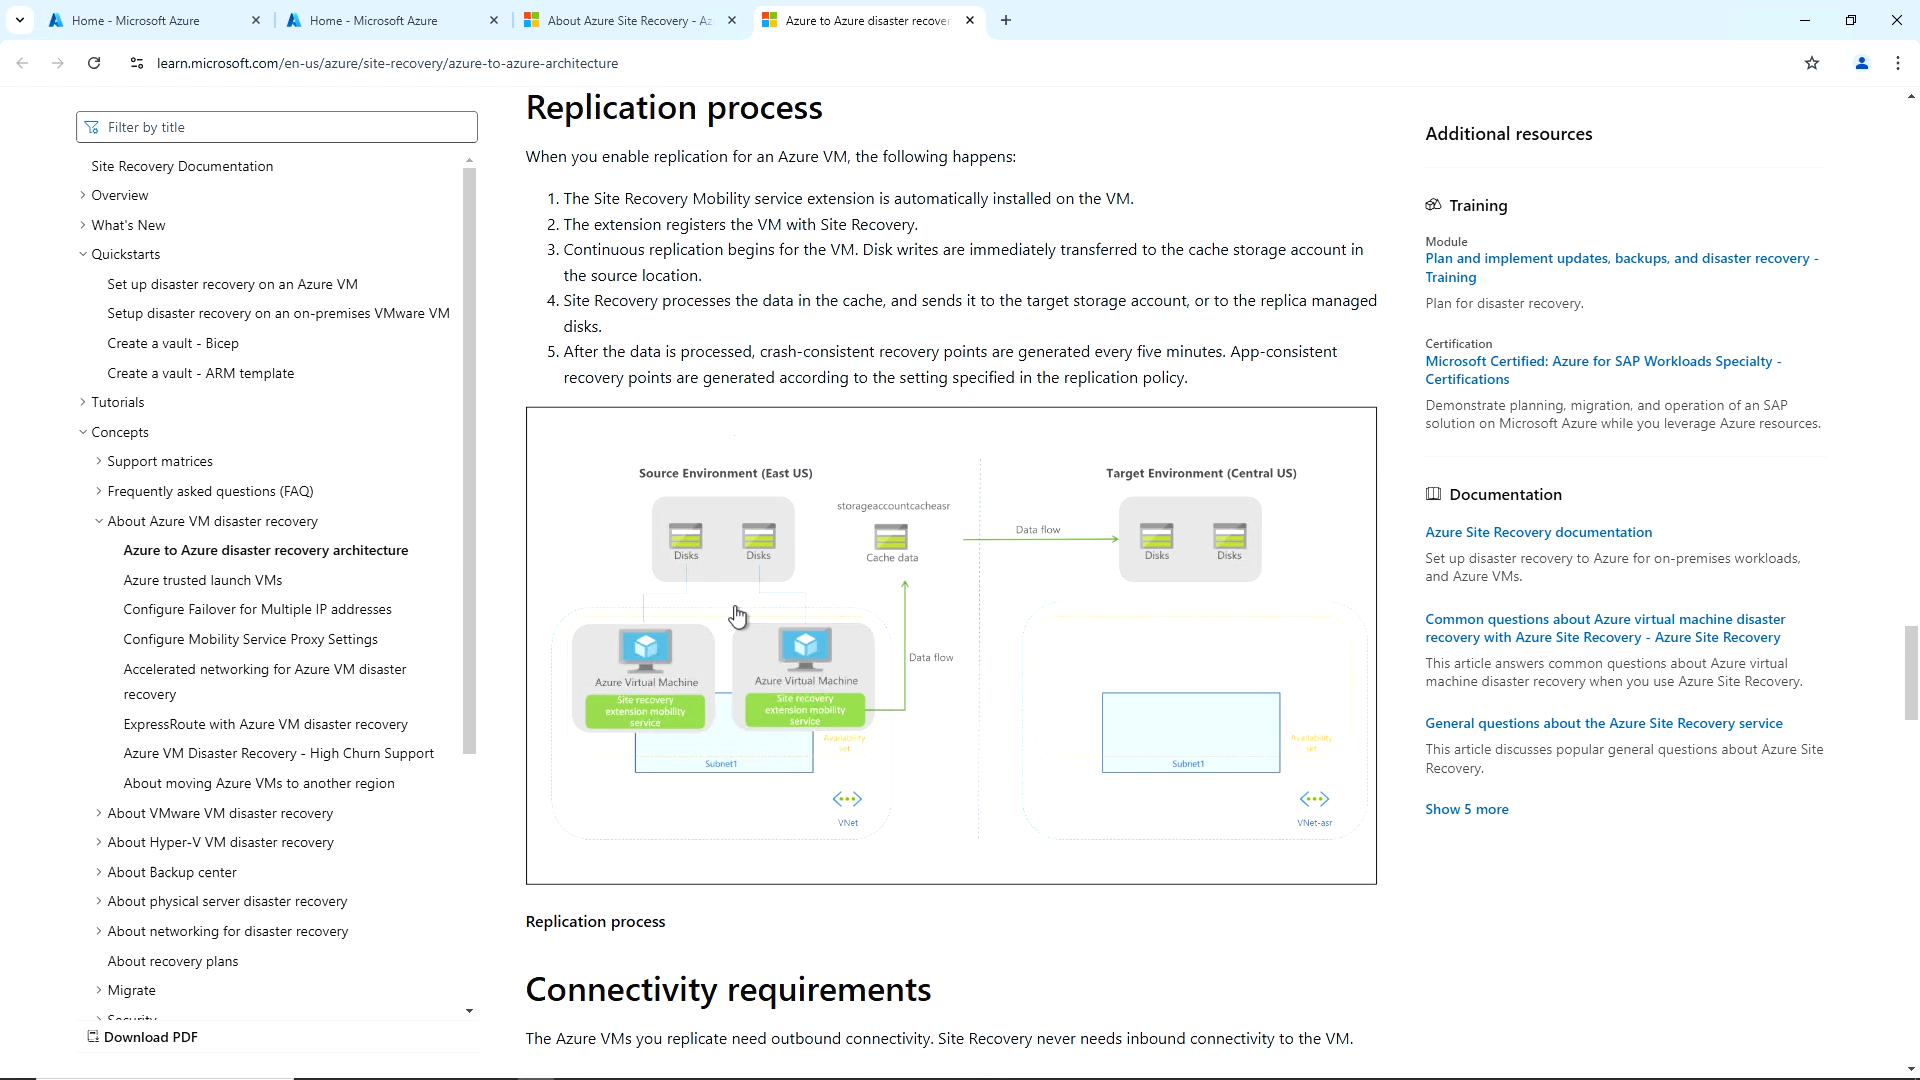 Home - Microsoft Azure
Home - Microsoft Azure
About Azure Site Recovery - Az
Azure to Azure disaster recover
learn.microsoft.com/en-us/azure/site-recovery/azure-to-azure-architecture
Filter by title
Site Recovery Documentation
Overview
What's New
Quickstarts
Set up disaster recovery on an Azure VM
Setup disaster recovery on an on-premises VMware VM
Create a vault - Bicep
Create a vault - ARM template
Tutorials
Concepts
Support matrices
Frequently asked questions (FAQ)
About Azure VM disaster recovery
Azure to Azure disaster recovery architecture
Azure trusted launch VMs
Configure Failover for Multiple IP addresses
Configure Mobility Service Proxy Settings
Accelerated networking for Azure VM disaster
recovery
ExpressRoute with Azure VM disaster recovery
Azure VM Disaster Recovery - High Churn Support
About moving Azure VMs to another region
About VMware VM disaster recovery
About Hyper-V VM disaster recovery
About Backup center
About physical server disaster recovery
About networking for disaster recovery
About recovery plans
Migrate
Security
Download PDF
Replication process
When you enable replication for an Azure VM, the following happens:
1. The Site Recovery Mobility service extension is automatically installed on the VM.
2. The extension registers the VM with Site Recovery.
3. Continuous replication begins for the VM. Disk writes are immediately transferred to the cache storage account in
the source location.
4. Site Recovery processes the data in the cache, and sends it to the target storage account, or to the replica managed
disks.
5. After the data is processed, crash-consistent recovery points are generated every five minutes. App-consistent
recovery points are generated according to the setting specified in the replication policy.
Source Environment (East US)
Target Environment (Central US)
storageaccountcacheasr
Disks
Disks
Cache data
Data flow
Disks
Disks
Azure Virtual Machine
Site recovery
extension mobility
service
Azure Virtual Machine
Site recovery
extension mobility
service
Data flow
Availability
set
Subnet1
VNet
Availability
set
Subnet1
VNet-asr
Replication process
Connectivity requirements
The Azure VMs you replicate need outbound connectivity. Site Recovery never needs inbound connectivity to the VM.
Additional resources
Training
Module
Plan and implement updates, backups, and disaster recovery -
Training
Plan for disaster recovery.
Certification
Microsoft Certified: Azure for SAP Workloads Specialty -
Certifications
Demonstrate planning, migration, and operation of an SAP
solution on Microsoft Azure while you leverage Azure resources.
Documentation
Azure Site Recovery documentation
Set up disaster recovery to Azure for on-premises workloads,
and Azure VMs.
Common questions about Azure virtual machine disaster
recovery with Azure Site Recovery - Azure Site Recovery
This article answers common questions about Azure virtual
machine disaster recovery when you use Azure Site Recovery.
General questions about the Azure Site Recovery service
This article discusses popular general questions about Azure Site
Recovery.
Show 5 more